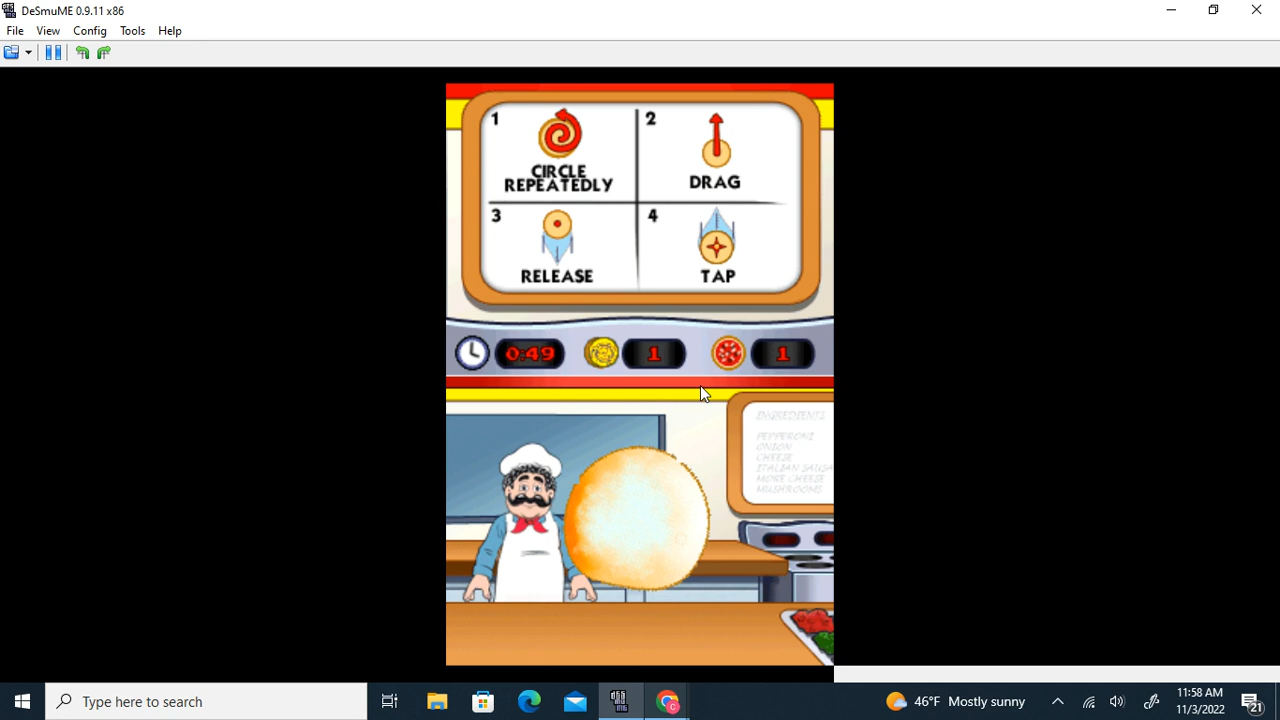 DeSmuME 0.9.11 x86
File View Config Tools Help
1
CIRCLE
REPEATEDLY
2
DRAG
3
RELEASE
4
TAP
0:49
1
1
INGREDIENTS
PEPPERONI
ONION
CHEESE
ITALIAN SAUSA
MORE CHEESE
MUSHROOMS
Type here to search
46°F Mostly sunny
11:58 AM
11/3/2022
21